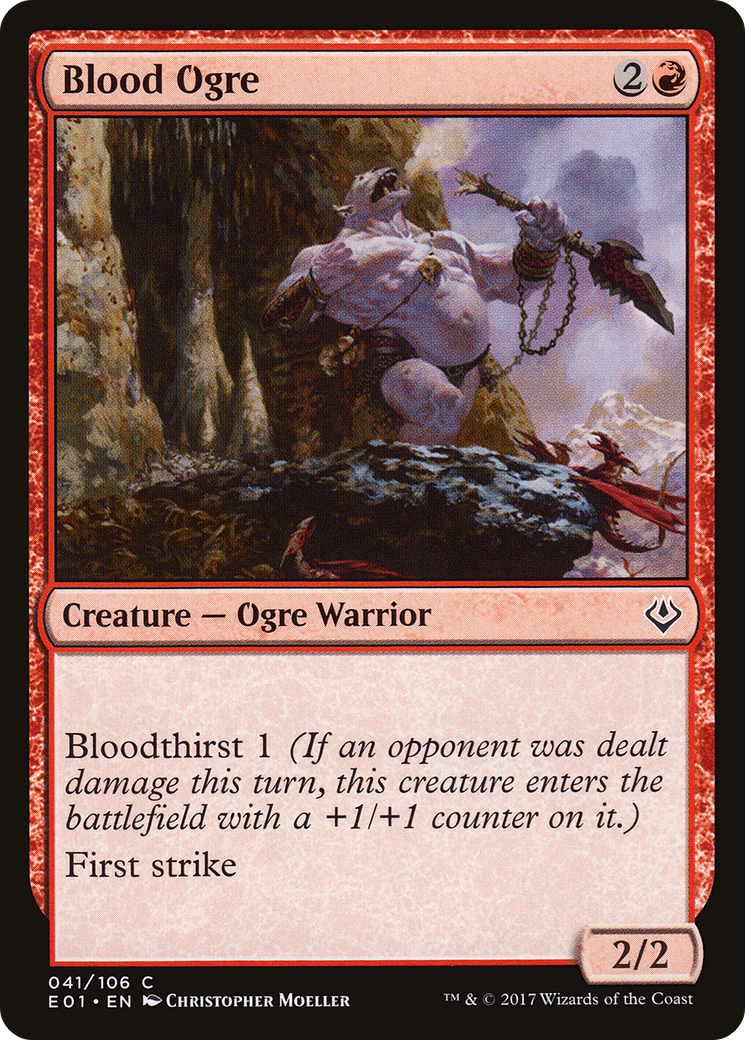 Blood Ogre
2
Creature — Ogre Warrior
Bloodthirst 1 (If an opponent was dealt
damage this turn, this creature enters the
battlefield with a +1/+1 counter on it.)
First strike
2/2
041/106 C
E01 • EN Christopher Moeller
™ & © 2017 Wizards of the Coast